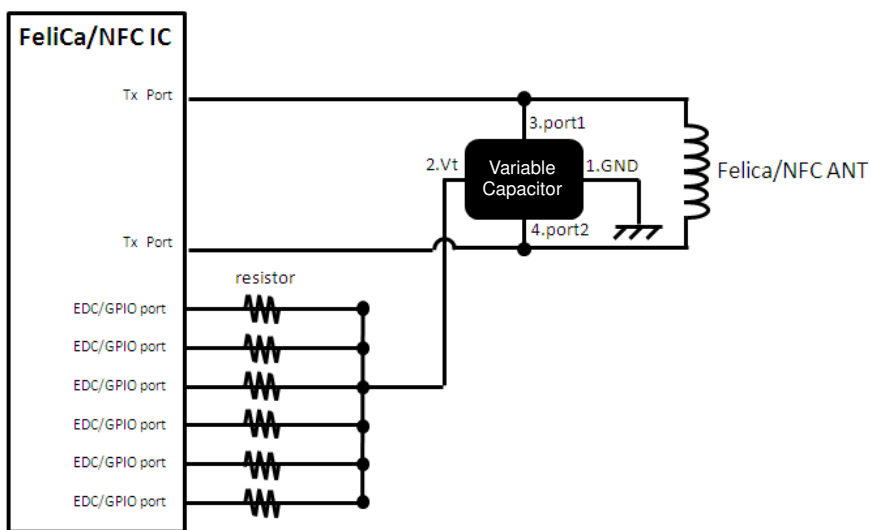 FeliCa/NFC IC
Tx Port
3.port1
2.Vt
Variable
Capacitor
1.GND
Felica/NFC ANT
4.port2
Tx Port
resistor
EDC/GPIO port
EDC/GPIO port
EDC/GPIO port
EDC/GPIO port
EDC/GPIO port
EDC/GPIO port